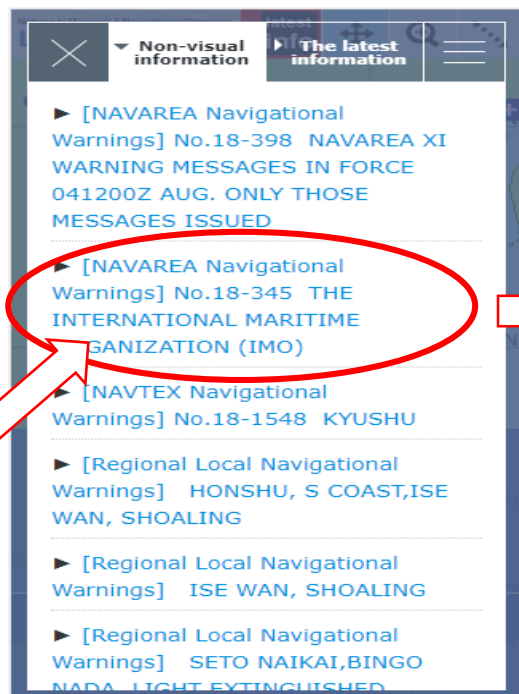 Non-visual information
The latest information
► [NAVAREA Navigational
Warnings] No.18-398 NAVAREA XI
WARNING MESSAGES IN FORCE
041200Z AUG. ONLY THOSE
MESSAGES ISSUED
► [NAVAREA Navigational
Warnings] No.18-345 THE
INTERNATIONAL MARITIME
GANIZATION (IMO)
► [NAVTEX Navigational
Warnings] No.18-1548 KYUSHU
► [Regional Local Navigational
Warnings] HONSHU, S COAST,ISE
WAN, SHOALING
► [Regional Local Navigational
Warnings] ISE WAN, SHOALING
► [Regional Local Navigational
Warnings] SETO NAIKAI,BINGO
NADA, LIGHT EXTINGUISHED